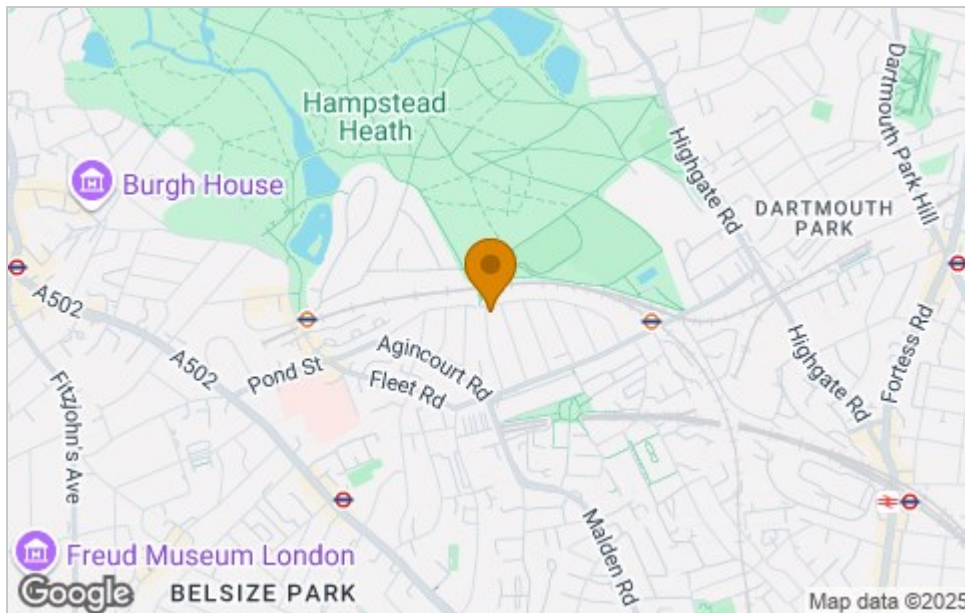 Hampstead
Heath
Burgh House
Highgate Rd
Dartmouth Park Hill
DARTMOUTH
PARK
A502
A502
Pond St
Agincourt Rd
Fleet Rd
Highgate Rd
Fortess Rd
Fitzjohn's Ave
Malden Rd
Freud Museum London
BELSIZE PARK
Google
Map data ©2025